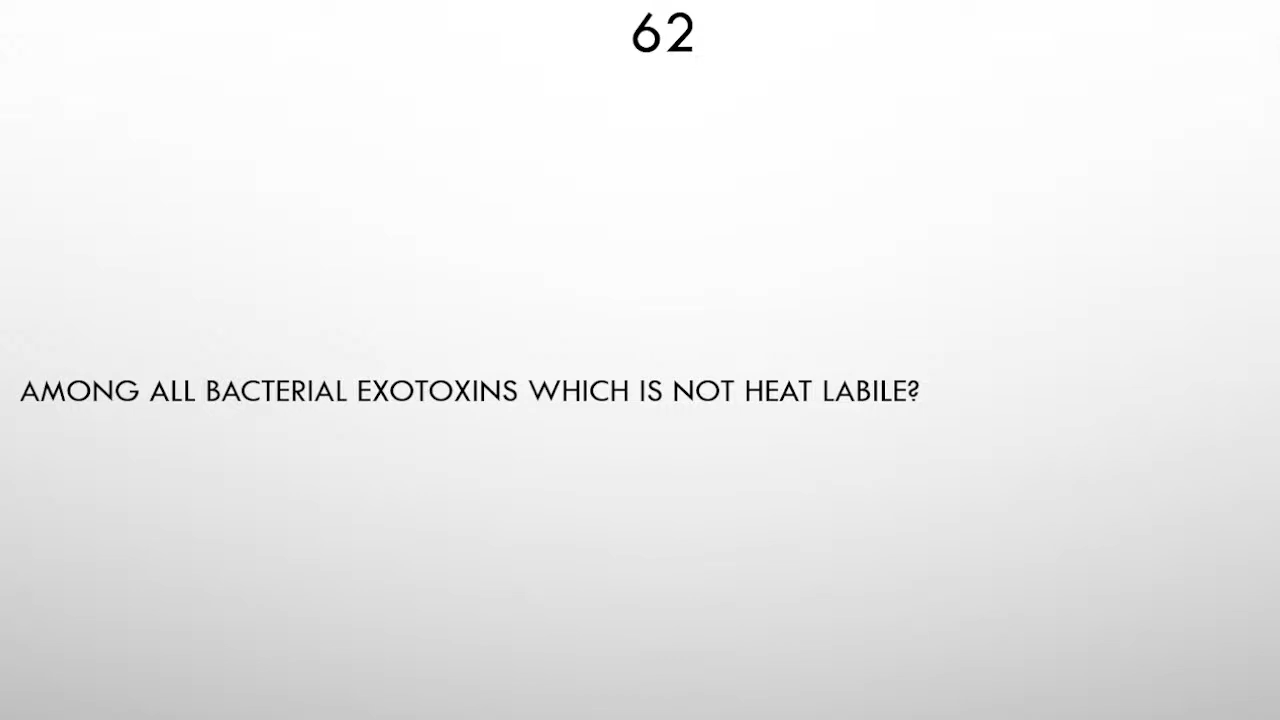 62
AMONG ALL BACTERIAL EXOTOXINS WHICH IS NOT HEAT LABILE?